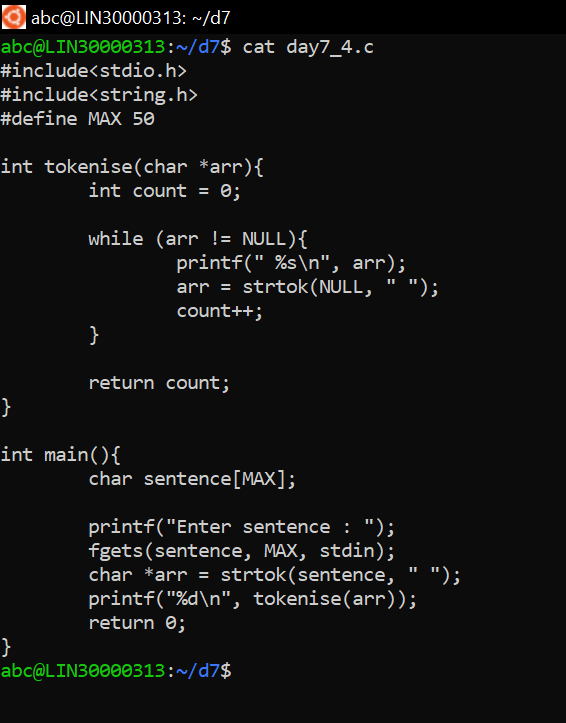 abc@LIN30000313: ~/d7
abc@LIN30000313:~/d7$ cat day7_4.c
#include<stdio.h>
#include<string.h>
#define MAX 50

int tokenise(char *arr){
        int count = 0;

        while (arr != NULL){
                printf(" %s\n", arr);
                arr = strtok(NULL, " ");
                count++;
        }

        return count;
}

int main(){
        char sentence[MAX];

        printf("Enter sentence : ");
        fgets(sentence, MAX, stdin);
        char *arr = strtok(sentence, " ");
        printf("%d\n", tokenise(arr));
        return 0;
}
abc@LIN30000313:~/d7$